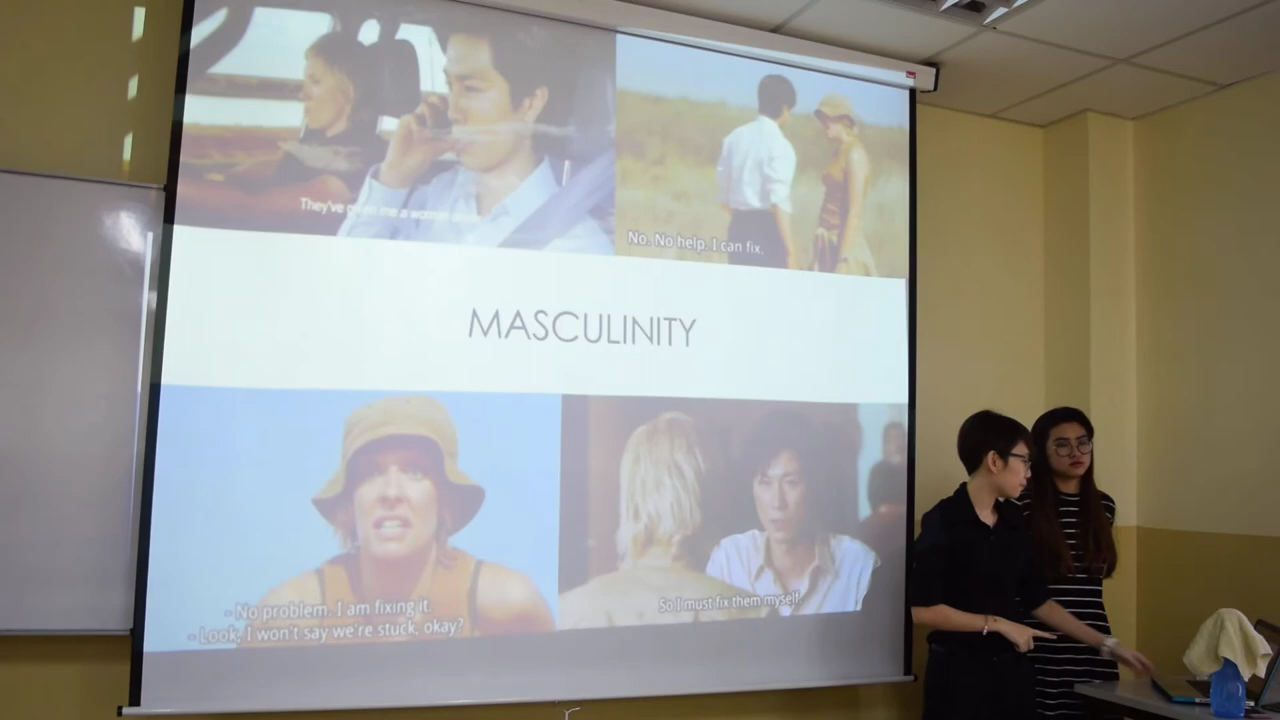 They've me a woman
No. No help. I can fix.
MASCULINITY
- No problem. I am fixing it.
- Look, I won't say we're stuck, okay?
So I must fix them myself.